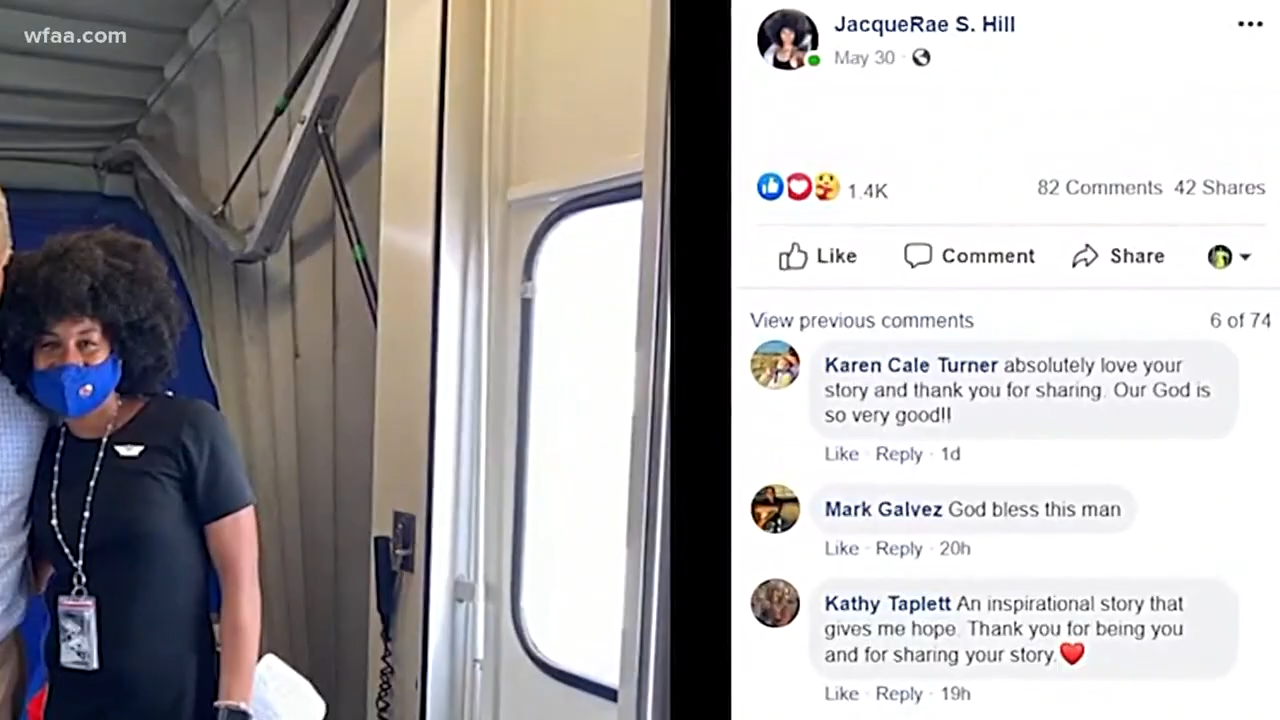 wfaa.com
JacqueRae S. Hill
May 30 ·
1.4K
82 Comments 42 Shares
Like
Comment
Share
View previous comments
6 of 74
Karen Cale Turner absolutely love your
story and thank you for sharing. Our God is
so very good!!
Like · Reply · 1d
Mark Galvez God bless this man
Like · Reply · 20h
Kathy Taplett An inspirational story that
gives me hope. Thank you for being you
and for sharing your story.❤️
Like · Reply · 19h